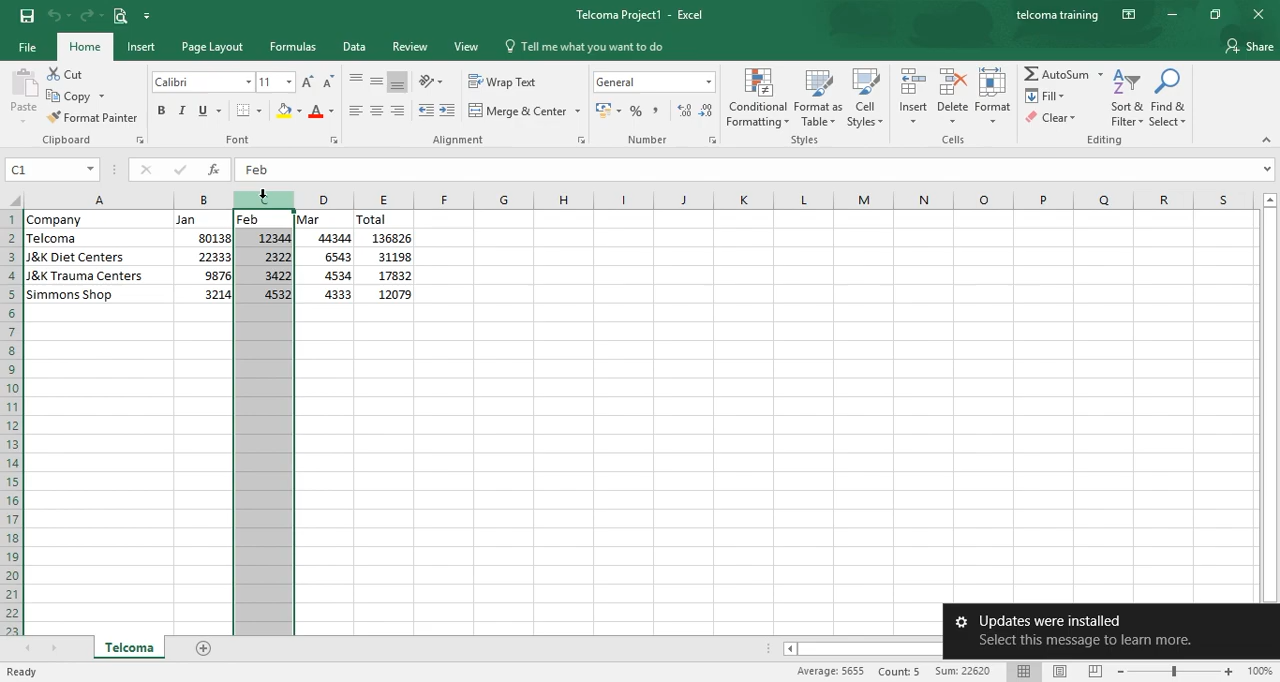 Telcoma Project1 - Excel
telcoma training
File Home Insert Page Layout Formulas Data Review View Tell me what you want to do Share
Paste
Cut
Copy
Format Painter
Clipboard
Calibri 11
B I U
Font
Wrap Text
Merge & Center
Alignment
General
Number
Conditional Formatting
Format as Table
Cell Styles
Styles
Insert Delete Format
Cells
AutoSum
Fill
Clear
Sort & Filter
Find & Select
Editing
C1 fx Feb
A B C D E F G H I J K L M N O P Q R S
1 Company Jan Feb Mar Total
2 Telcoma 80138 12344 44344 136826
3 J&K Diet Centers 22333 2322 6543 31198
4 J&K Trauma Centers 9876 3422 4534 17832
5 Simmons Shop 3214 4532 4333 12079
6
7
8
9
10
11
12
13
14
15
16
17
18
19
20
21
22
23
Updates were installed
Select this message to learn more.
Telcoma
Ready Average: 5655 Count: 5 Sum: 22620 100%